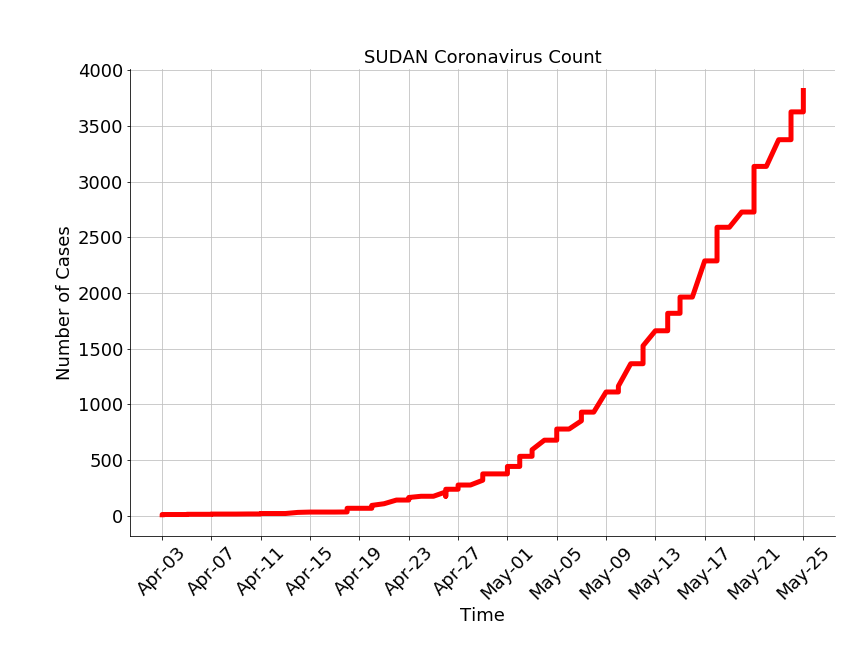 SUDAN Coronavirus Count
4000
3500
3000
2500
2000
1500
1000
500
0
Number of Cases
Apr-03
Apr-07
Apr-11
Apr-15
Apr-19
Apr-23
Apr-27
May-01
May-05
May-09
May-13
May-17
May-21
May-25
Time